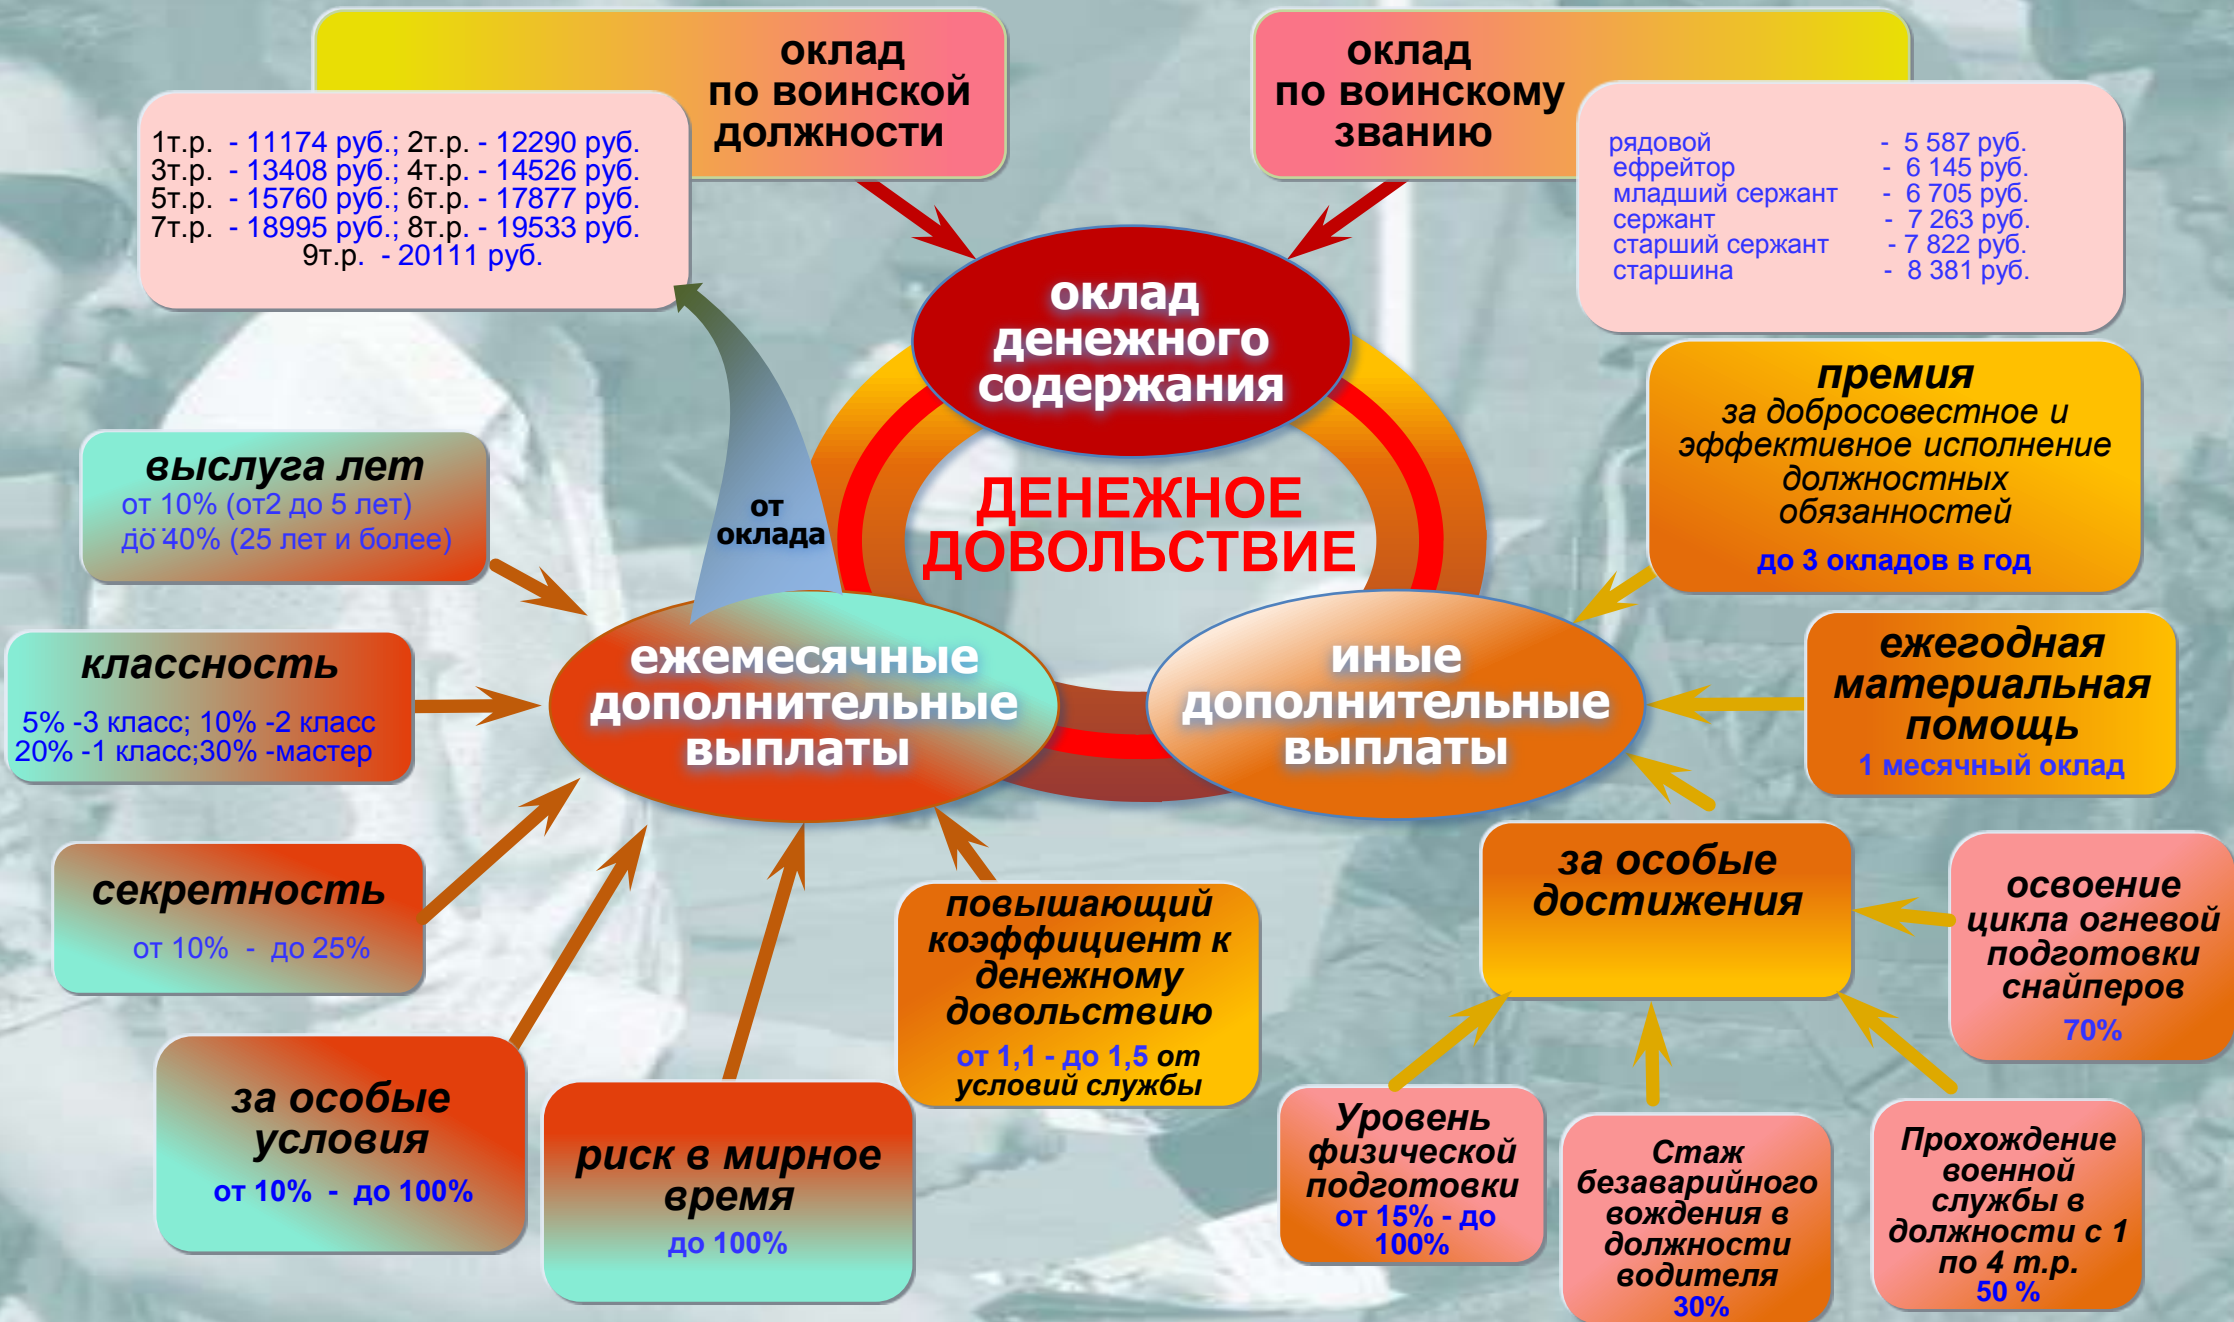 оклад
по воинской
должности
1т.р. - 11174 руб.; 2т.р. - 12290 руб.
3т.р. - 13408 руб.; 4т.р. - 14526 руб.
5т.р. - 15760 руб.; 6т.р. - 17877 руб.
7т.р. - 18995 руб.; 8т.р. - 19533 руб.
9т.р. - 20111 руб.
оклад
по воинскому
званию
рядовой - 5 587 руб.
ефрейтор - 6 145 руб.
младший сержант - 6 705 руб.
сержант - 7 263 руб.
старший сержант - 7 822 руб.
старшина - 8 381 руб.
оклад
денежного
содержания
ДЕНЕЖНОЕ
ДОВОЛЬСТВИЕ
от
оклада
ежемесячные
дополнительные
выплаты
иные
дополнительные
выплаты
выслуга лет
от 10% (от2 до 5 лет)
до 40% (25 лет и более)
классность
5% -3 класс; 10% -2 класс
20% -1 класс;30% -мастер
секретность
от 10% - до 25%
за особые
условия
от 10% - до 100%
риск в мирное
время
до 100%
повышающий
коэффициент к
денежному
довольствию
от 1,1 - до 1,5 от
условий службы
премия
за добросовестное и
эффективное исполнение
должностных
обязанностей
до 3 окладов в год
ежегодная
материальная
помощь
1 месячный оклад
за особые
достижения
освоение
цикла огневой
подготовки
снайперов
70%
Уровень
физической
подготовки
от 15% - до
100%
Стаж
безаварийного
вождения в
должности
водителя
30%
Прохождение
военной
службы в
должности с 1
по 4 т.р.
50 %